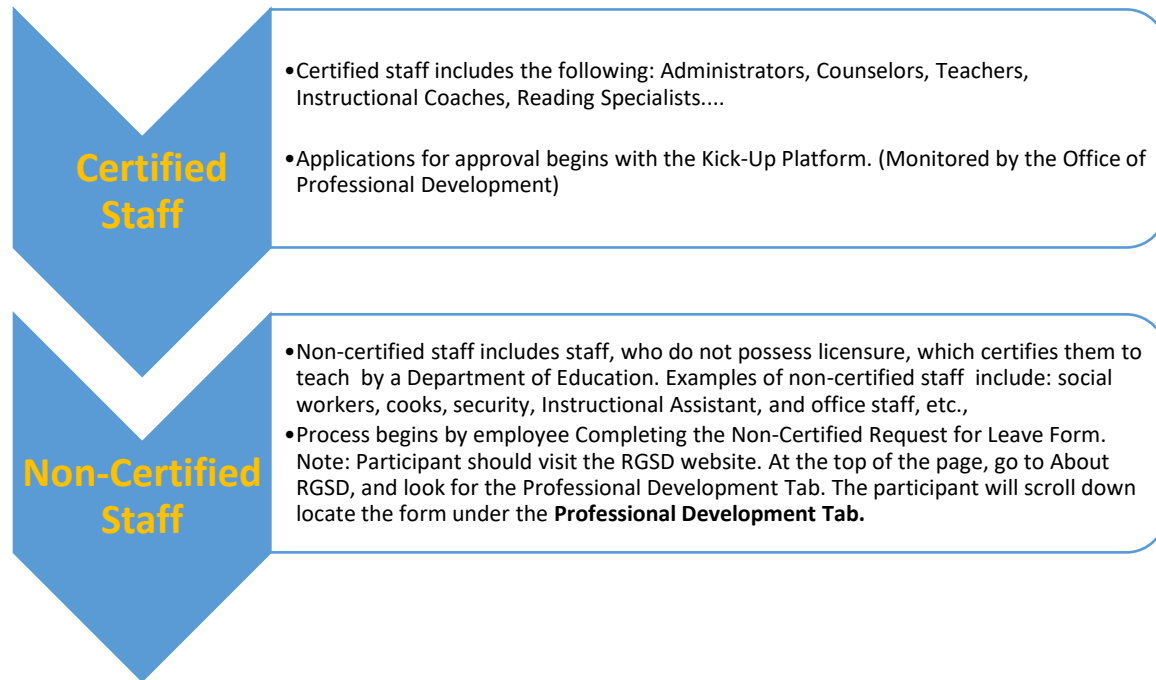 Certified
Staff
•Certified staff includes the following: Administrators, Counselors, Teachers,
Instructional Coaches, Reading Specialists....
•Applications for approval begins with the Kick-Up Platform. (Monitored by the Office of
Professional Development)
Non-Certified
Staff
•Non-certified staff includes staff, who do not possess licensure, which certifies them to
teach by a Department of Education. Examples of non-certified staff include: social
workers, cooks, security, Instructional Assistant, and office staff, etc.,
•Process begins by employee Completing the Non-Certified Request for Leave Form.
Note: Participant should visit the RGSD website. At the top of the page, go to About
RGSD, and look for the Professional Development Tab. The participant will scroll down
locate the form under the Professional Development Tab.